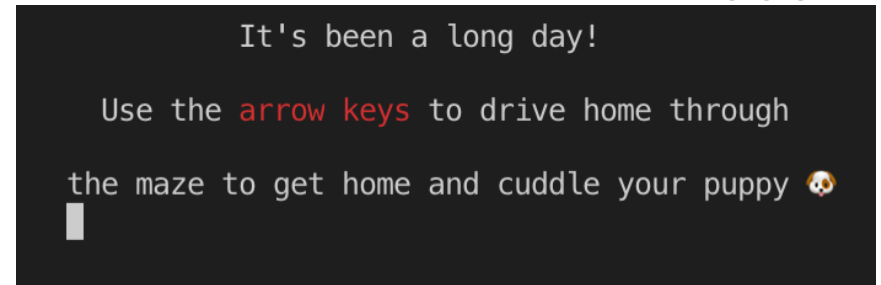 It's been a long day!
Use the arrow keys to drive home through
the maze to get home and cuddle your puppy 🐶